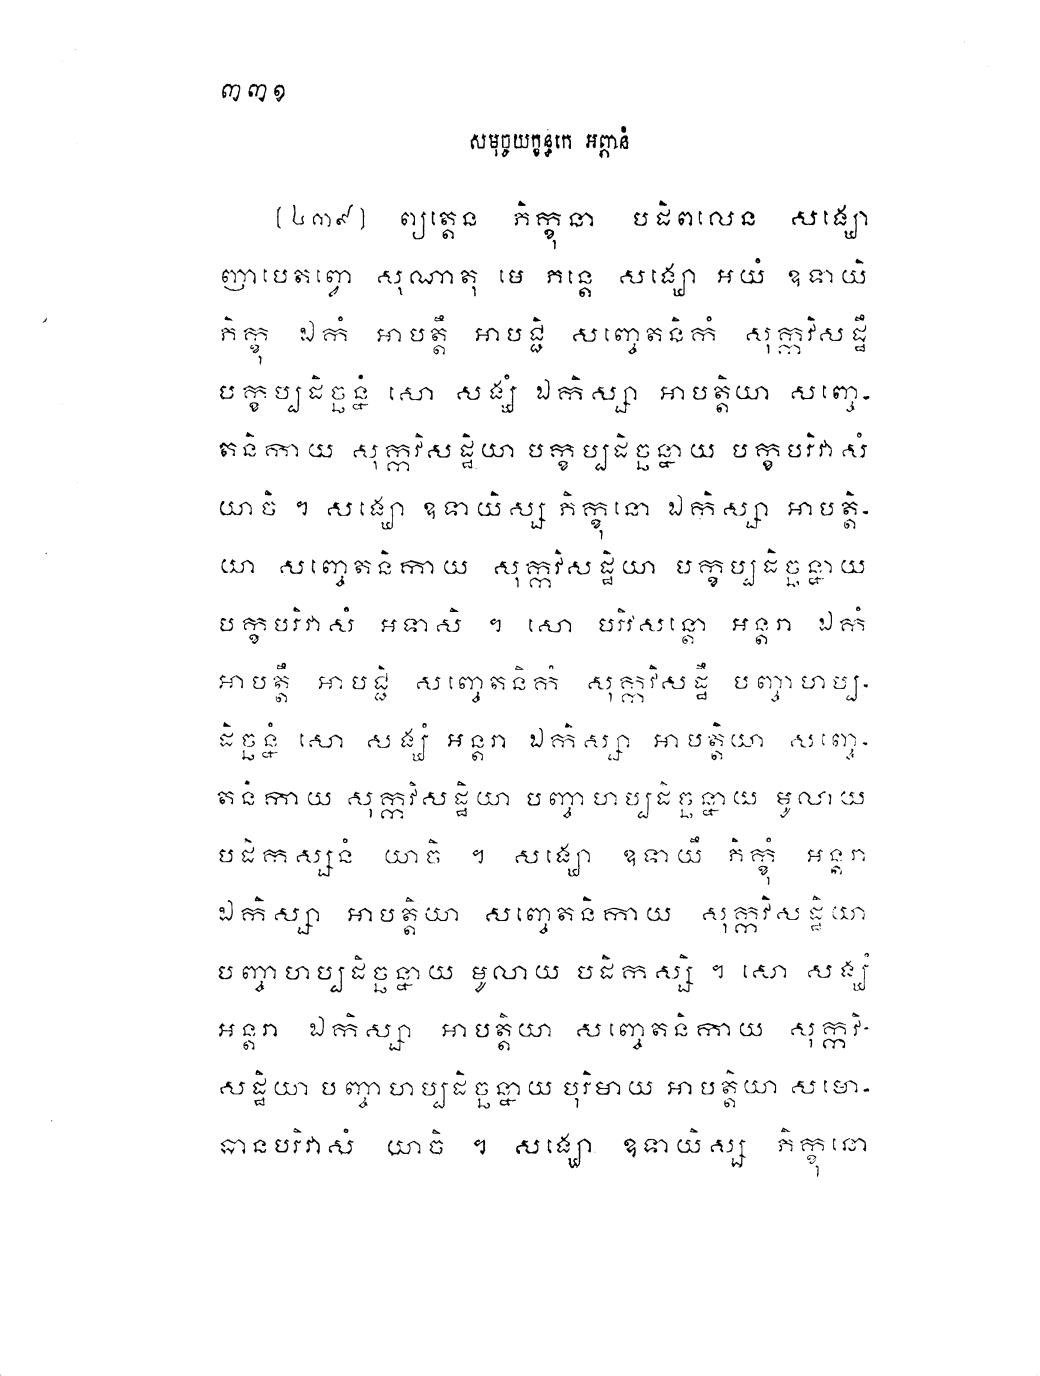 ៣៣១
សមុច្ចយក្ខន្ធកេ អព្ភានំ
(៤៣៩) ព្យត្តេន ភិក្ខុនា បដិពលេន សង្ឃោ
ញាបេតព្វោ សុណាតុ មេ ភន្តេ សង្ឃោ អយំ ឧទាយិ
ភិក្ខុ ឯកំ អាបត្តឹ អាបជ្ជិ សញ្ចេតនិកំ សុក្កវិសដ្ឋឹ
បក្ខប្បដិច្ឆន្នំ សោ សង្ឃំ ឯកិស្សា អាបត្តិយា សញ្ចេ-
តនិកាយ សុក្កវិសដ្ឋិយា បក្ខប្បដិច្ឆន្នាយ បក្ខបរិវាសំ
យាចិ ។ សង្ឃោ ឧទាយិស្ស ភិក្ខុនោ ឯកិស្សា អាបត្តិ-
យា សញ្ចេតនិកាយ សុក្កវិសដ្ឋិយា បក្ខប្បដិច្ឆន្នាយ
បក្ខបរិវាសំ អទាសិ ។ សោ បរិវសន្តោ អន្តរា ឯកំ
អាបត្តឹ អាបជ្ជិ សញ្ចេតនិកំ សុក្កវិសដ្ឋឹ បញ្ចាហប្ប-
ដិច្ឆន្នំ សោ សង្ឃំ អន្តរា ឯកិស្សា អាបត្តិយា សញ្ចេ-
តនិកាយ សុក្កវិសដ្ឋិយា បញ្ចាហប្បដិច្ឆន្នាយ មូលាយ
បដិកស្សនំ យាចិ ។ សង្ឃោ ឧទាយឹ ភិក្ខុំ អន្តរា
ឯកិស្សា អាបត្តិយា សញ្ចេតនិកាយ សុក្កវិសដ្ឋិយា
បញ្ចាហប្បដិច្ឆន្នាយ មូលាយ បដិកស្សិ ។ សោ សង្ឃំ
អន្តរា ឯកិស្សា អាបត្តិយា សញ្ចេតនិកាយ សុក្កវិ-
សដ្ឋិយា បញ្ចាហប្បដិច្ឆន្នាយ បុរិមាយ អាបត្តិយា សមោ-
ធានបរិវាសំ យាចិ ។ សង្ឃោ ឧទាយិស្ស ភិក្ខុនោ